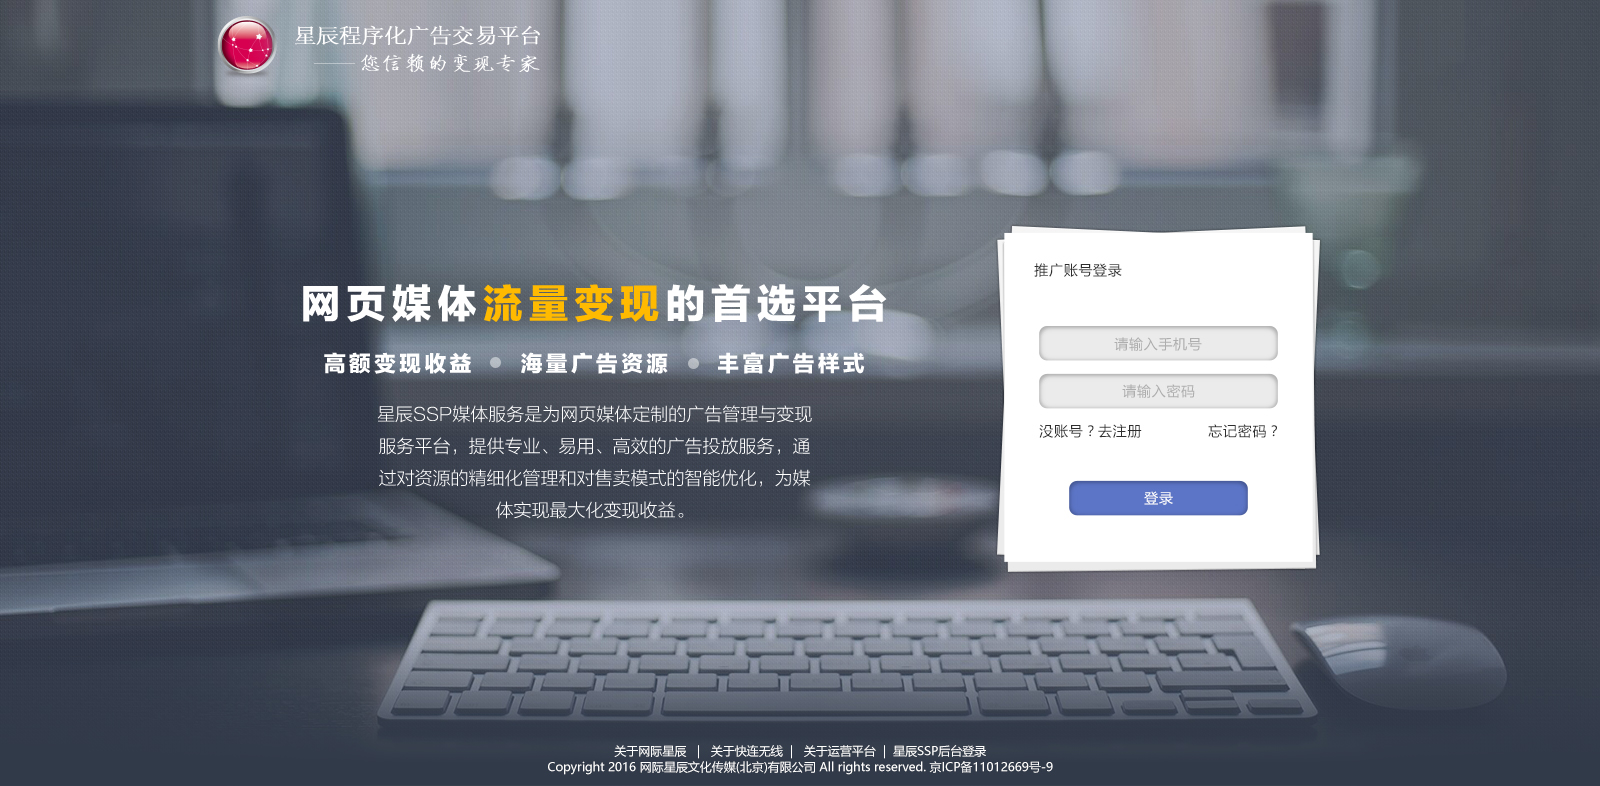 星辰程序化广告交易平台
——您信赖的变现专家
网页媒体流量变现的首选平台
高额变现收益 ● 海量广告资源 ● 丰富广告样式
星辰SSP媒体服务是为网页媒体定制的广告管理与变现
服务平台，提供专业、易用、高效的广告投放服务，通
过对资源的精细化管理和对售卖模式的智能优化，为媒
体实现最大化变现收益。
推广账号登录
请输入手机号
请输入密码
没账号？去注册 忘记密码？
登录
关于网际星辰 | 关于快连无线 | 关于运营平台 | 星辰SSP后台登录
Copyright 2016 网际星辰文化传媒(北京)有限公司 All rights reserved. 京ICP备11012669号-9